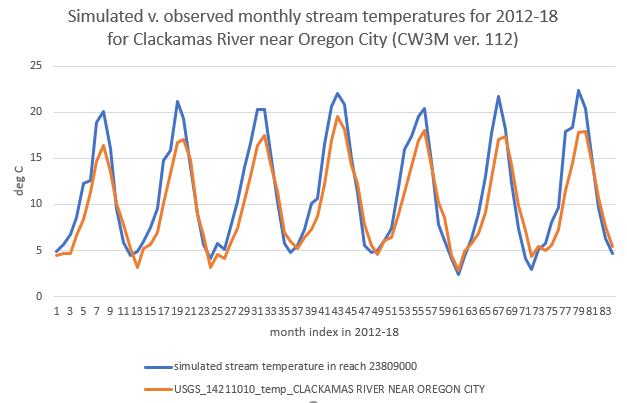 Simulated v. observed monthly stream temperatures for 2012-18
for Clackamas River near Oregon City (CW3M ver. 112)
25
20
15
10
5
0
deg C
1 3 5 7 9 11 13 15 17 19 21 23 25 27 29 31 33 35 37 39 41 43 45 47 49 51 53 55 57 59 61 63 65 67 69 71 73 75 77 79 81 83
month index in 2012-18
simulated stream temperature in reach 23809000
USGS_14211010_temp_CLACKAMAS RIVER NEAR OREGON CITY